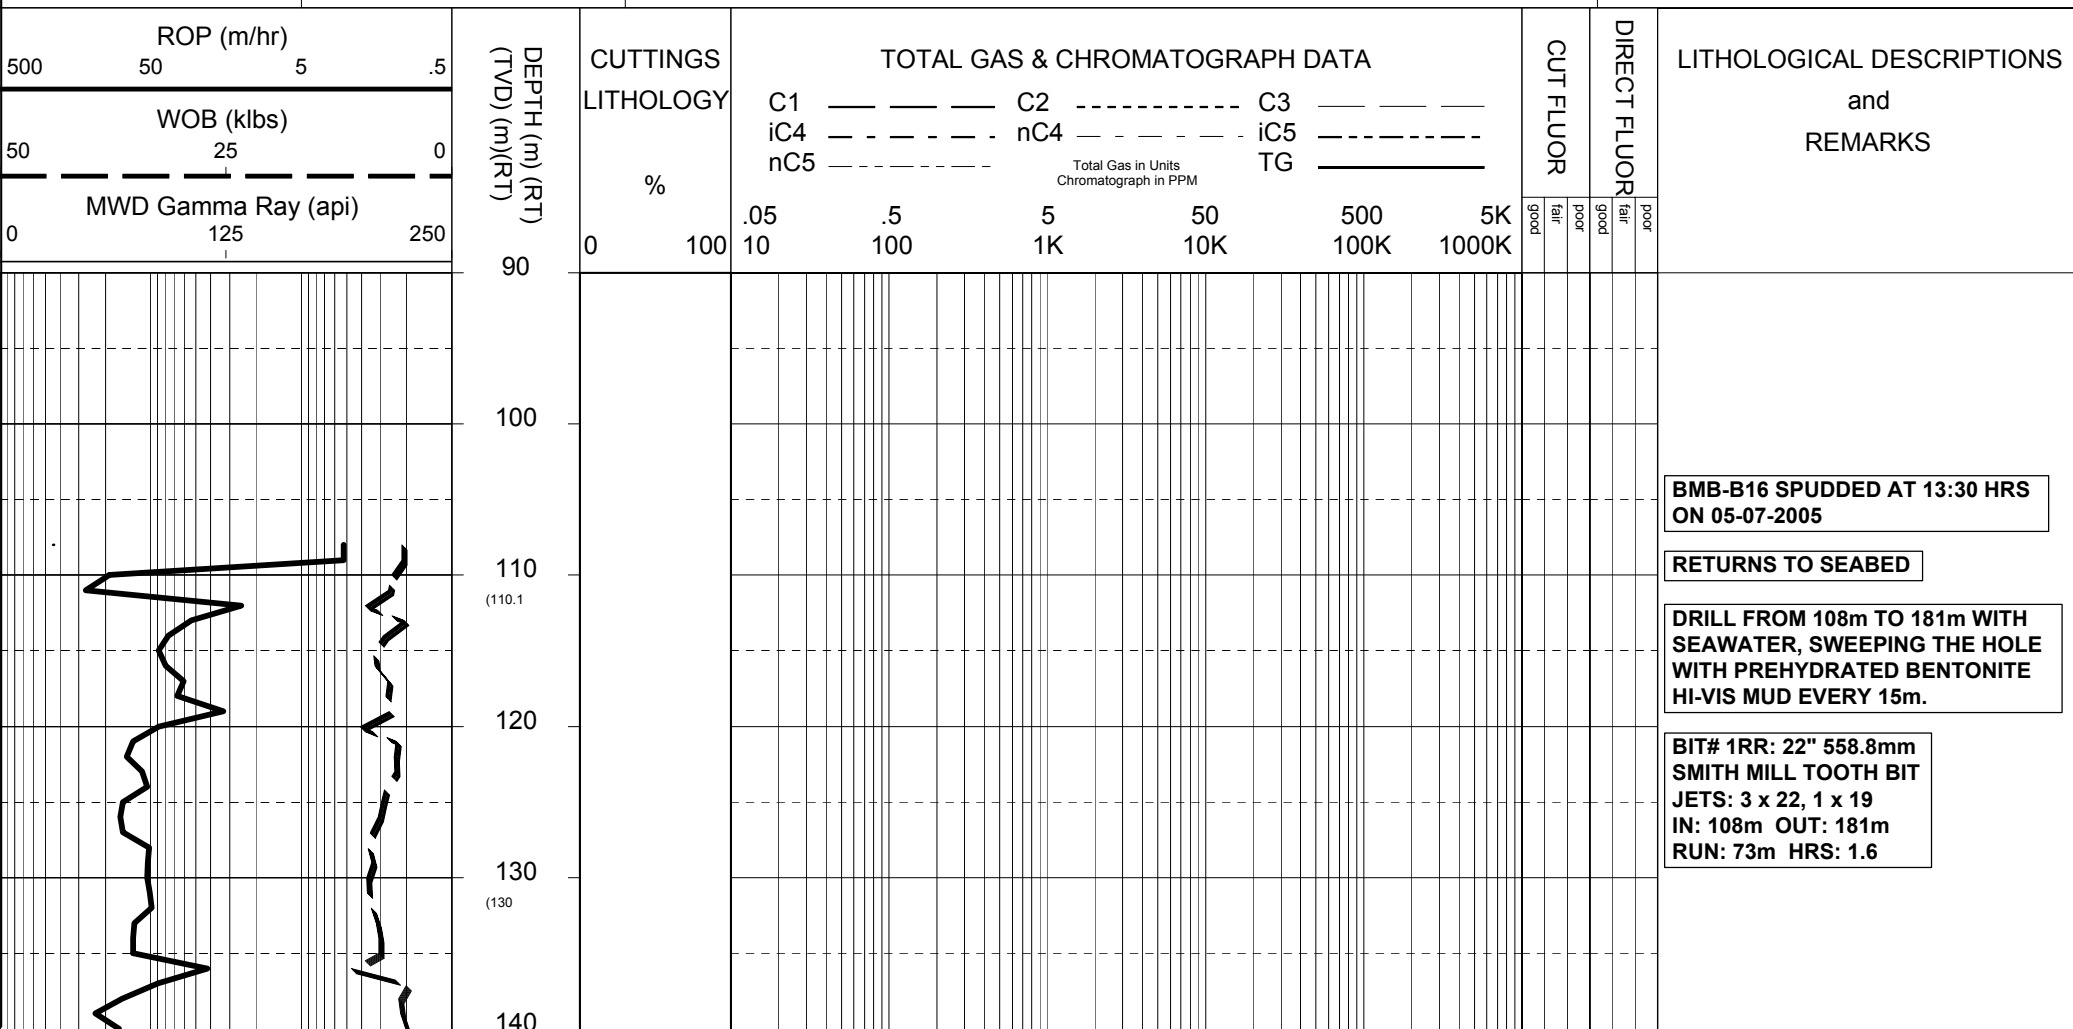 ROP (m/hr)
500 50 5 .5
WOB (klbs)
50 25 0
MWD Gamma Ray (api)
0 125 250
DEPTH (m) (RT)
(TVD) (m)(RT)
CUTTINGS
LITHOLOGY
%
0 100
TOTAL GAS & CHROMATOGRAPH DATA
C1 C2 C3
iC4 nC4 iC5
nC5 TG
Total Gas in Units
Chromatograph in PPM
.05 .5 5 50 500 5K
10 100 1K 10K 100K 1000K
CUT FLUOR
good fair poor
DIRECT FLUOR
good fair poor
LITHOLOGICAL DESCRIPTIONS
and
REMARKS
90
100
110
(110.1
120
130
(130
140
BMB-B16 SPUDDED AT 13:30 HRS
ON 05-07-2005
RETURNS TO SEABED
DRILL FROM 108m TO 181m WITH
SEAWATER, SWEEPING THE HOLE
WITH PREHYDRATED BENTONITE
HI-VIS MUD EVERY 15m.
BIT# 1RR: 22" 558.8mm
SMITH MILL TOOTH BIT
JETS: 3 x 22, 1 x 19
IN: 108m OUT: 181m
RUN: 73m HRS: 1.6